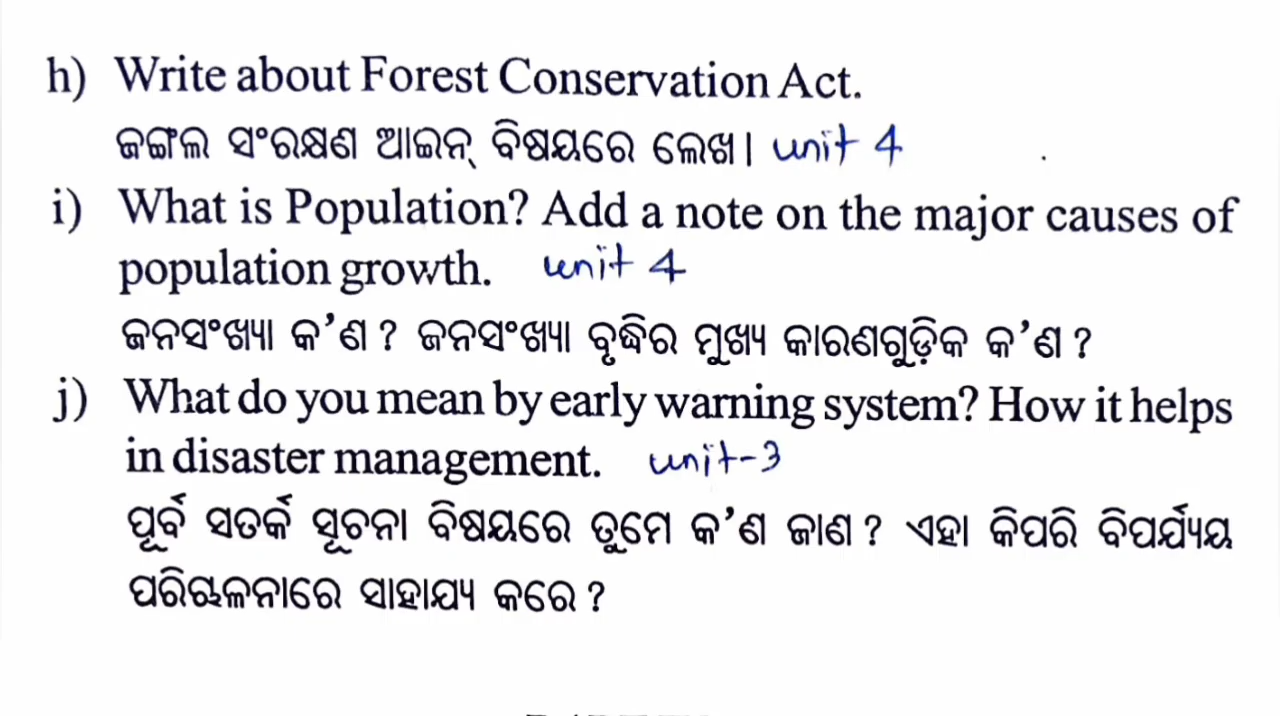 h) Write about Forest Conservation Act.
ଜଙ୍ଗଲ ସଂରକ୍ଷଣ ଆଇନ୍ ବିଷୟରେ ଲେଖ। unit 4
i) What is Population? Add a note on the major causes of
population growth. unit 4
ଜନସଂଖ୍ୟା କ'ଣ ? ଜନସଂଖ୍ୟା ବୃଦ୍ଧିର ମୁଖ୍ୟ କାରଣଗୁଡ଼ିକ କ'ଣ ?
j) What do you mean by early warning system? How it helps
in disaster management. unit-3
ପୂର୍ବ ସତର୍କ ସୂଚନା ବିଷୟରେ ତୁମେ କ'ଣ ଜାଣ ? ଏହା କିପରି ବିପର୍ଯ୍ୟୟ
ପରିଚାଳନାରେ ସାହାଯ୍ୟ କରେ ?